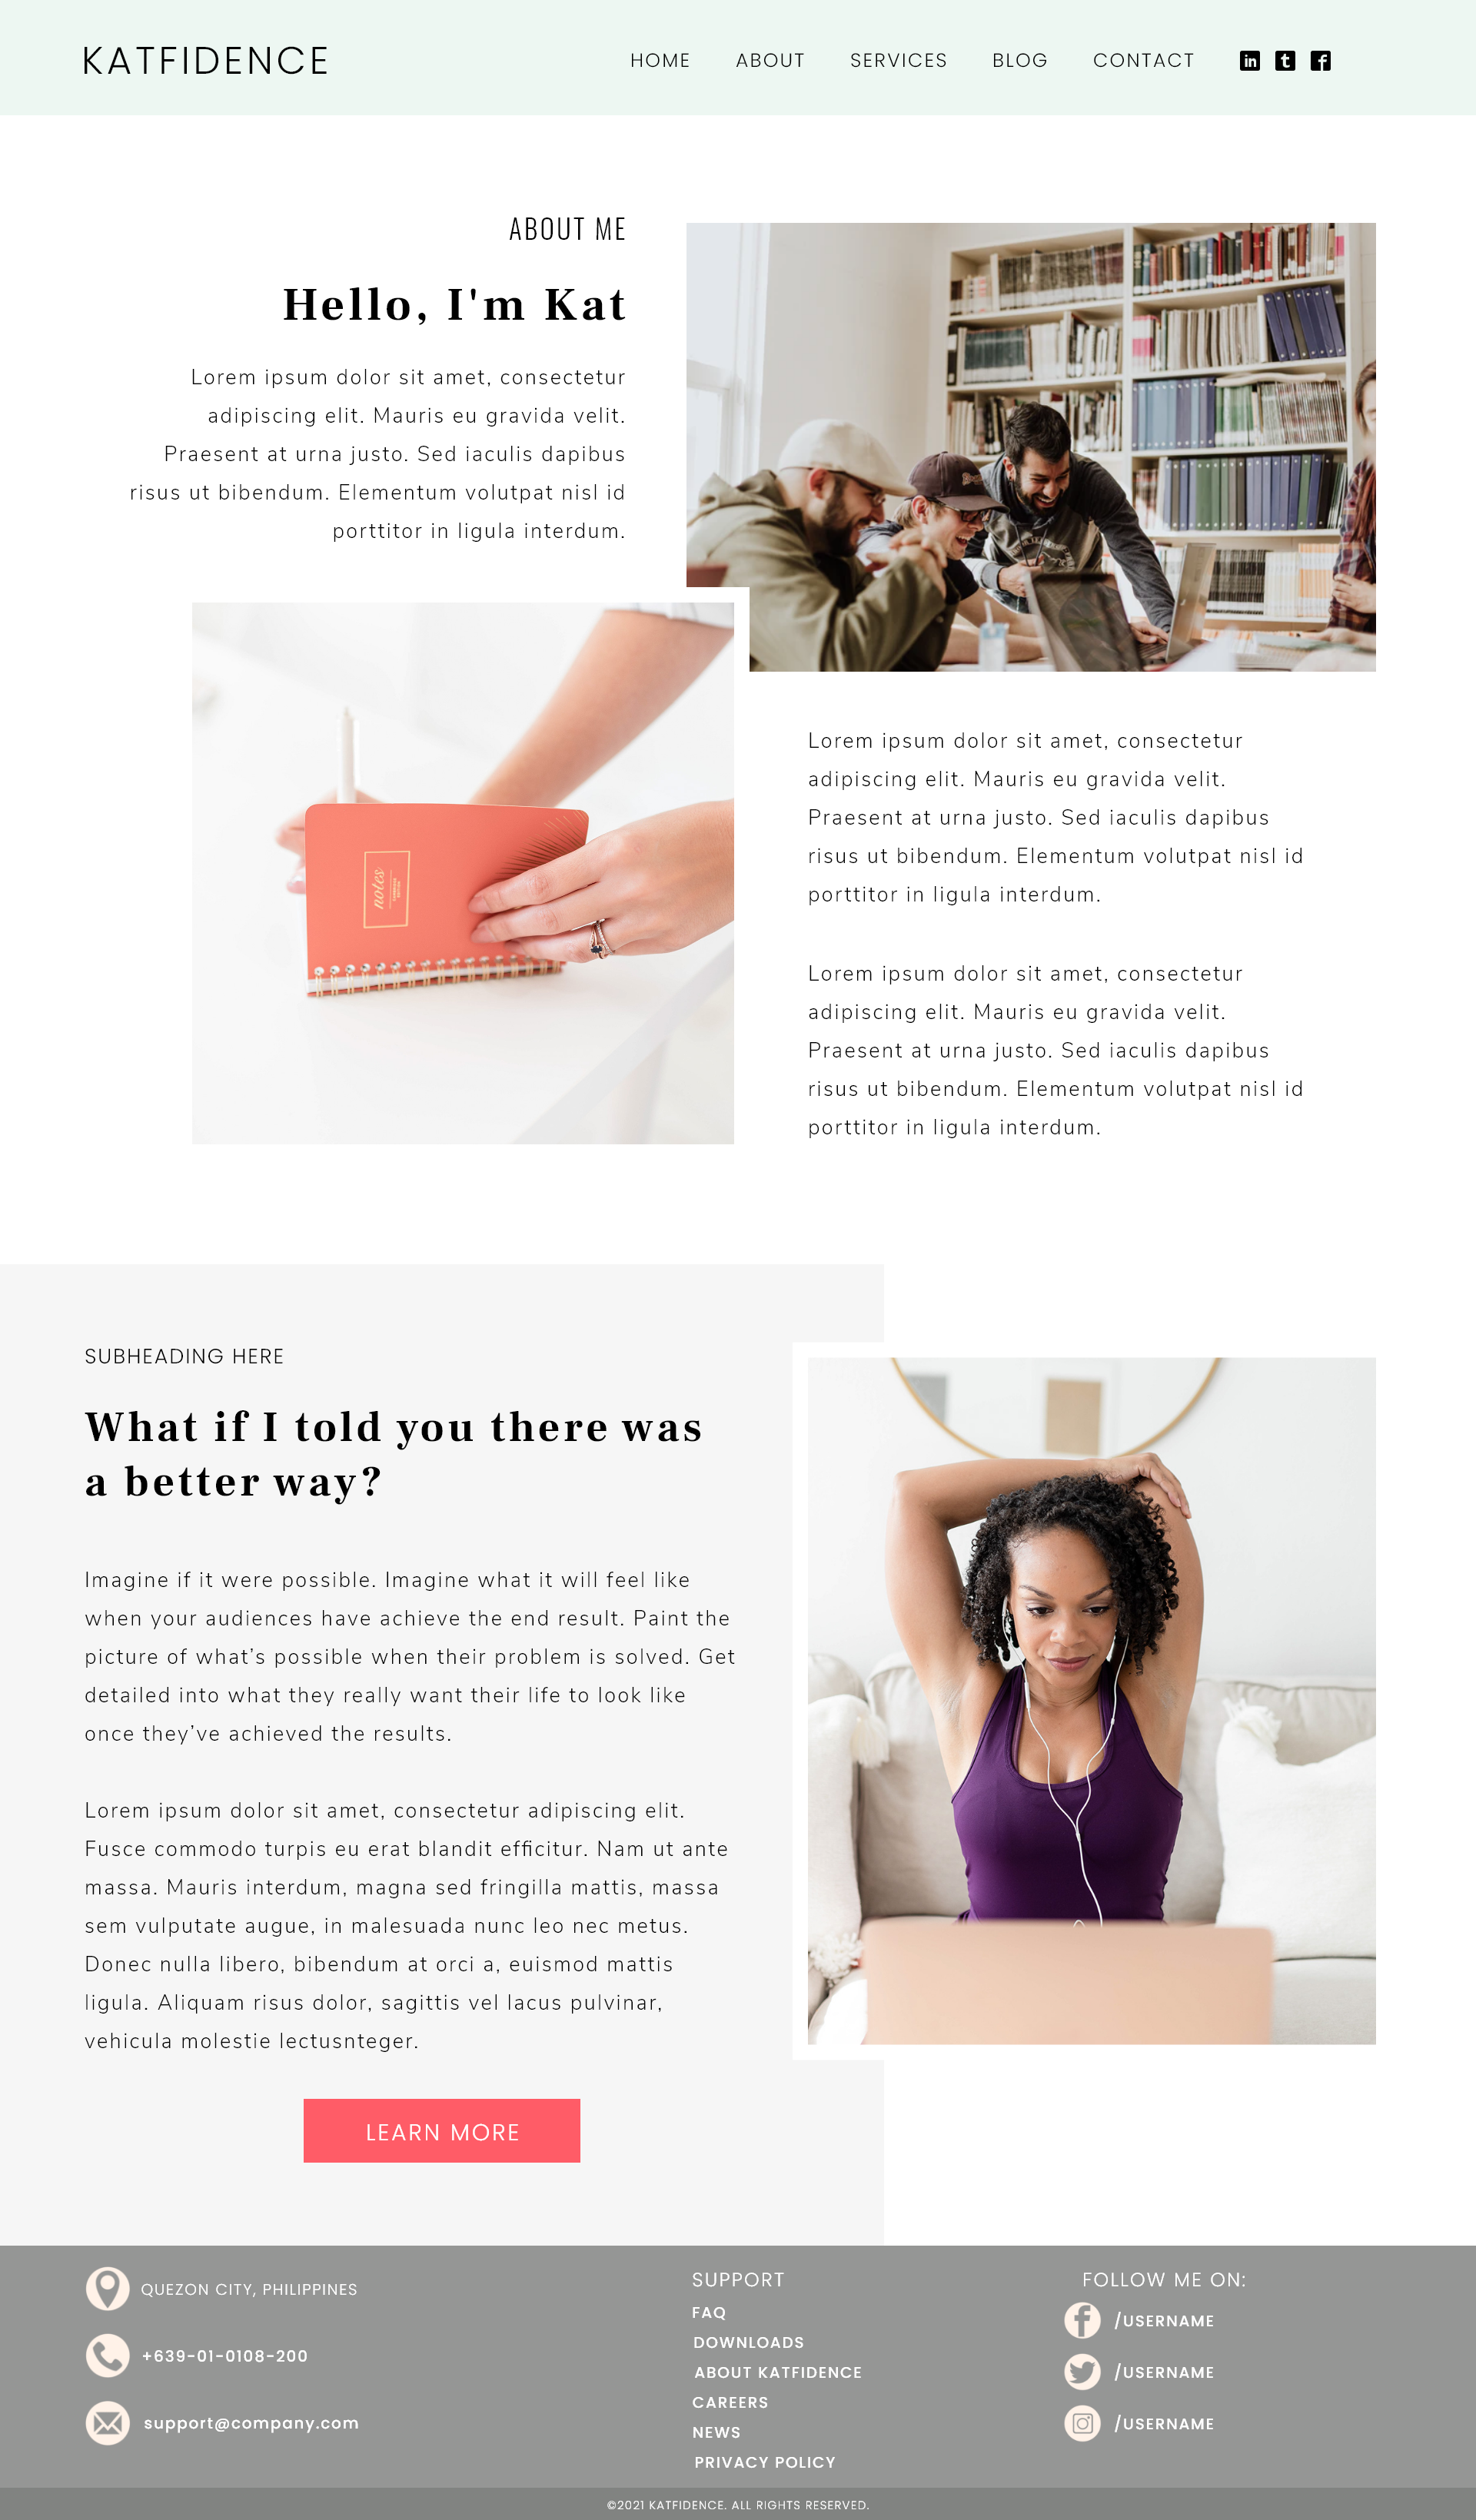 KATFIDENCE
HOME ABOUT SERVICES BLOG CONTACT
ABOUT ME
Hello, I'm Kat
Lorem ipsum dolor sit amet, consectetur
adipiscing elit. Mauris eu gravida velit.
Praesent at urna justo. Sed iaculis dapibus
risus ut bibendum. Elementum volutpat nisl id
porttitor in ligula interdum.
notes
Lorem ipsum dolor sit amet, consectetur
adipiscing elit. Mauris eu gravida velit.
Praesent at urna justo. Sed iaculis dapibus
risus ut bibendum. Elementum volutpat nisl id
porttitor in ligula interdum.
Lorem ipsum dolor sit amet, consectetur
adipiscing elit. Mauris eu gravida velit.
Praesent at urna justo. Sed iaculis dapibus
risus ut bibendum. Elementum volutpat nisl id
porttitor in ligula interdum.
SUBHEADING HERE
What if I told you there was
a better way?
Imagine if it were possible. Imagine what it will feel like
when your audiences have achieve the end result. Paint the
picture of what's possible when their problem is solved. Get
detailed into what they really want their life to look like
once they've achieved the results.
Lorem ipsum dolor sit amet, consectetur adipiscing elit.
Fusce commodo turpis eu erat blandit efficitur. Nam ut ante
massa. Mauris interdum, magna sed fringilla mattis, massa
sem vulputate augue, in malesuada nunc leo nec metus.
Donec nulla libero, bibendum at orci a, euismod mattis
ligula. Aliquam risus dolor, sagittis vel lacus pulvinar,
vehicula molestie lectusnteger.
LEARN MORE
QUEZON CITY, PHILIPPINES
+639-01-0108-200
support@company.com
SUPPORT
FAQ
DOWNLOADS
ABOUT KATFIDENCE
CAREERS
NEWS
PRIVACY POLICY
FOLLOW ME ON:
/USERNAME
/USERNAME
/USERNAME
©2021 KATFIDENCE. ALL RIGHTS RESERVED.